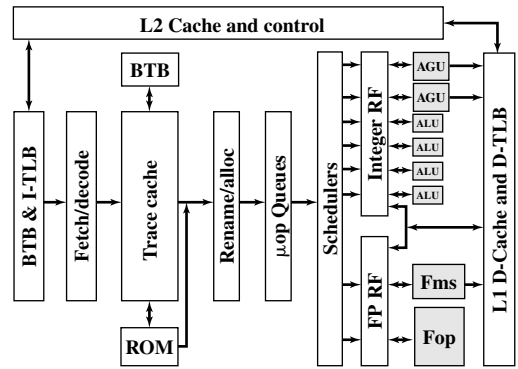 L2 Cache and control
BTB
BTB & I-TLB
Fetch/decode
Trace cache
ROM
Rename/alloc
µop Queues
Schedulers
Integer RF
FP RF
AGU
AGU
ALU
ALU
ALU
ALU
Fms
Fop
L1 D-Cache and D-TLB